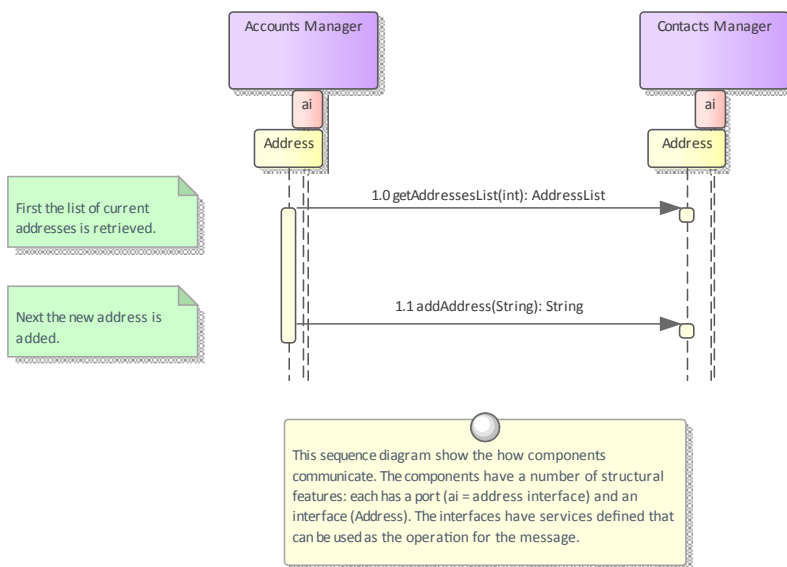 Accounts Manager
Contacts Manager
ai
ai
Address
Address
First the list of current
addresses is retrieved.
1.0 getAddressesList(int): AddressList
Next the new address is
added.
1.1 addAddress(String): String
This sequence diagram show the how components
communicate. The components have a number of structural
features: each has a port (ai = address interface) and an
interface (Address). The interfaces have services defined that
can be used as the operation for the message.